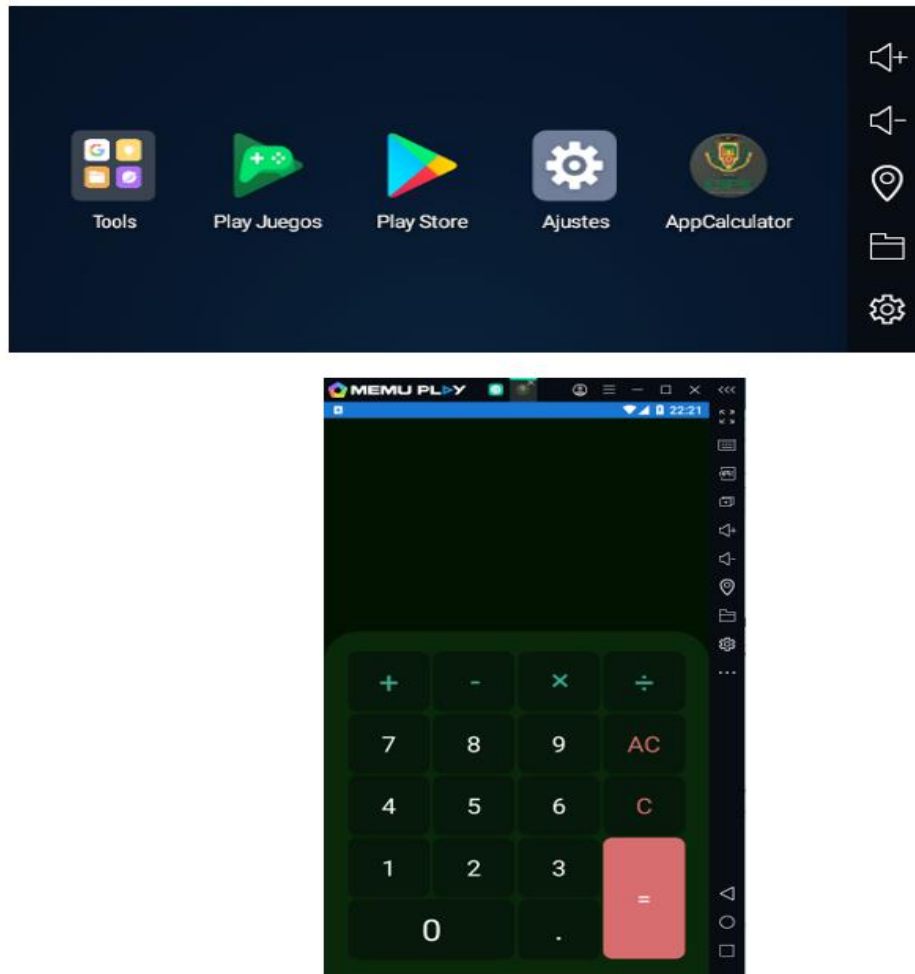 Tools Play Juegos Play Store Ajustes AppCalculator
MEMU PLAY
22:21
+ - × ÷
7 8 9 AC
4 5 6 C
1 2 3
=
0 .